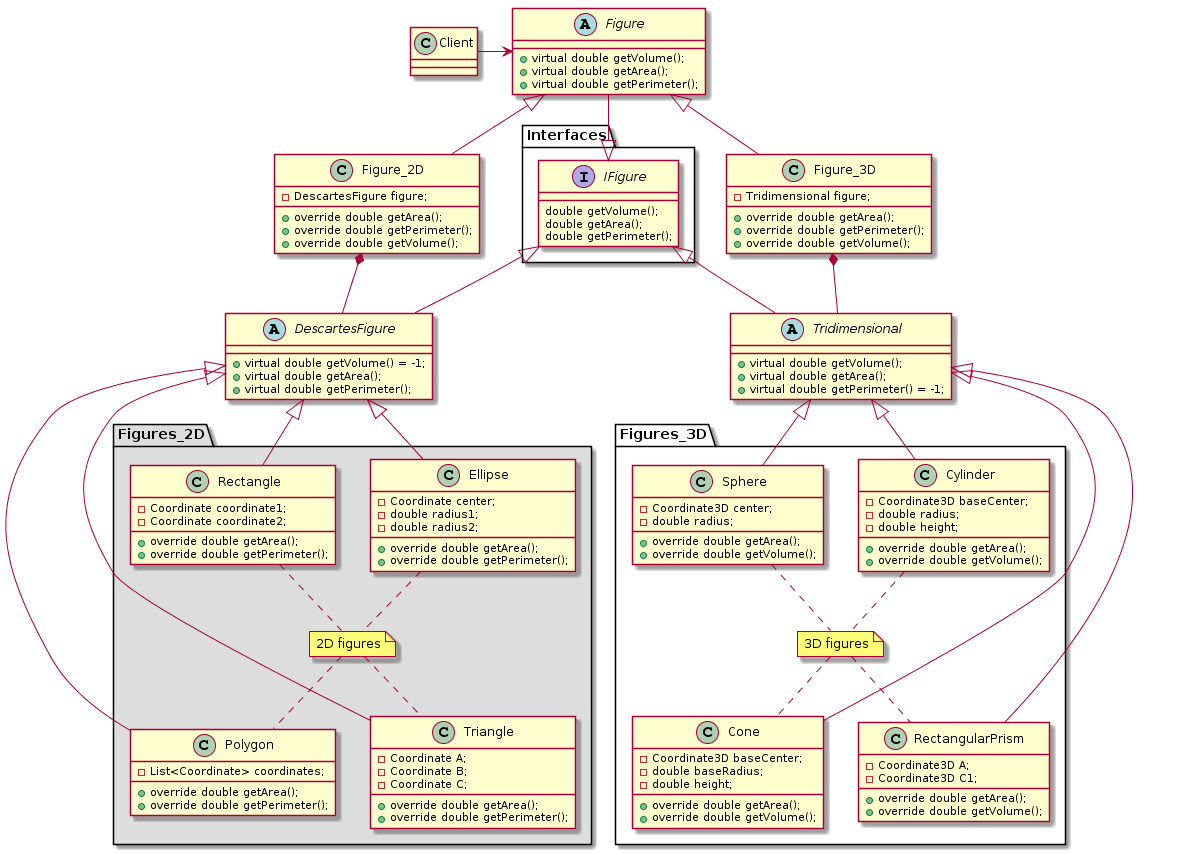 A Figure
virtual double getVolume();
virtual double getArea();
virtual double getPerimeter();
C Client
Interfaces
I IFigure
double getVolume();
double getArea();
double getPerimeter();
C Figure_2D
DescartesFigure figure;
override double getArea();
override double getPerimeter();
override double getVolume();
C Figure_3D
Tridimensional figure;
override double getArea();
override double getPerimeter();
override double getVolume();
A DescartesFigure
virtual double getVolume() = -1;
virtual double getArea();
virtual double getPerimeter();
A Tridimensional
virtual double getVolume();
virtual double getArea();
virtual double getPerimeter() = -1;
Figures_2D
C Rectangle
Coordinate coordinate1;
Coordinate coordinate2;
override double getArea();
override double getPerimeter();
C Ellipse
Coordinate center;
double radius1;
double radius2;
override double getArea();
override double getPerimeter();
2D figures
C Polygon
List<Coordinate> coordinates;
override double getArea();
override double getPerimeter();
C Triangle
Coordinate A;
Coordinate B;
Coordinate C;
override double getArea();
override double getPerimeter();
Figures_3D
C Sphere
Coordinate3D center;
double radius;
override double getArea();
override double getVolume();
C Cylinder
Coordinate3D baseCenter;
double radius;
double height;
override double getArea();
override double getVolume();
3D figures
C Cone
Coordinate3D baseCenter;
double baseRadius;
double height;
override double getArea();
override double getVolume();
C RectangularPrism
Coordinate3D A;
Coordinate3D C1;
override double getArea();
override double getVolume();